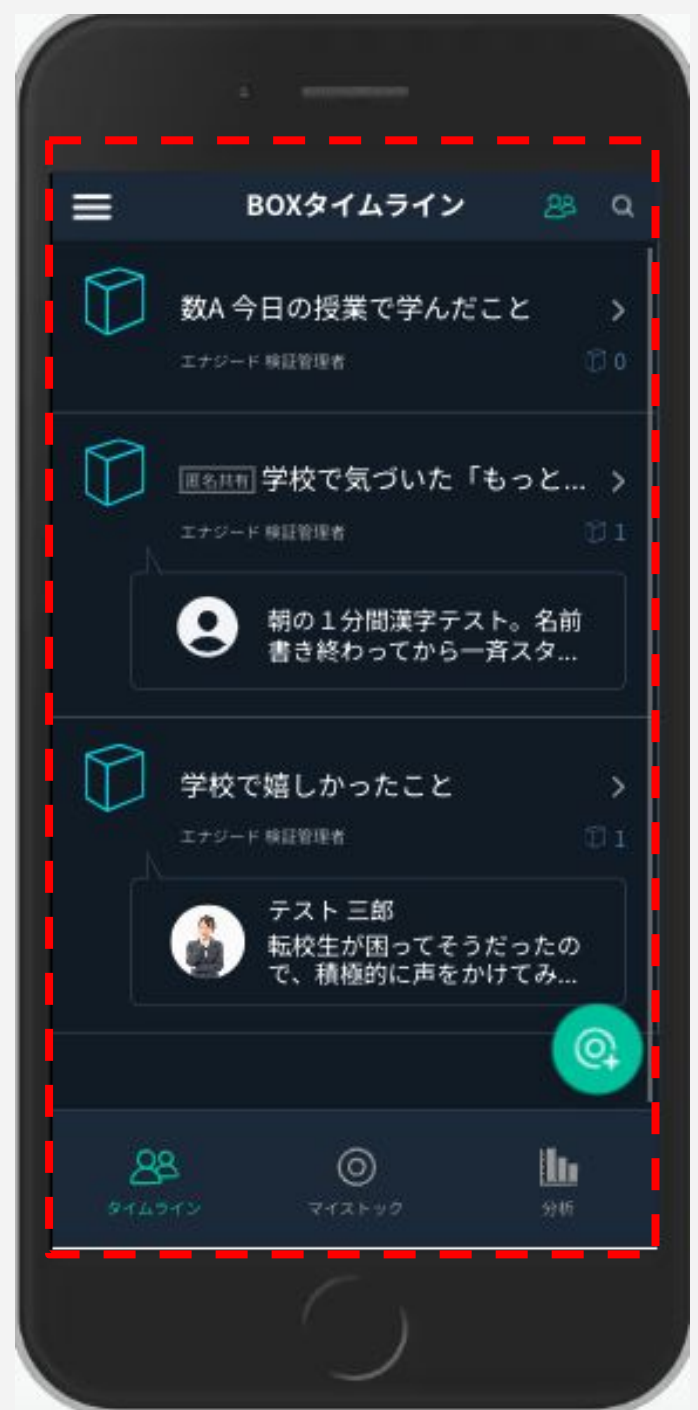 BOXタイムライン
数A 今日の授業で学んだこと
エナジード 検証管理者
0
匿名共有 学校で気づいた「もっと...
エナジード 検証管理者
1
朝の１分間漢字テスト。名前
書き終わってから一斉スタ...
学校で嬉しかったこと
エナジード 検証管理者
1
テスト 三郎
転校生が困ってそうだったの
で、積極的に声をかけてみ...
タイムライン
マイストック
分析